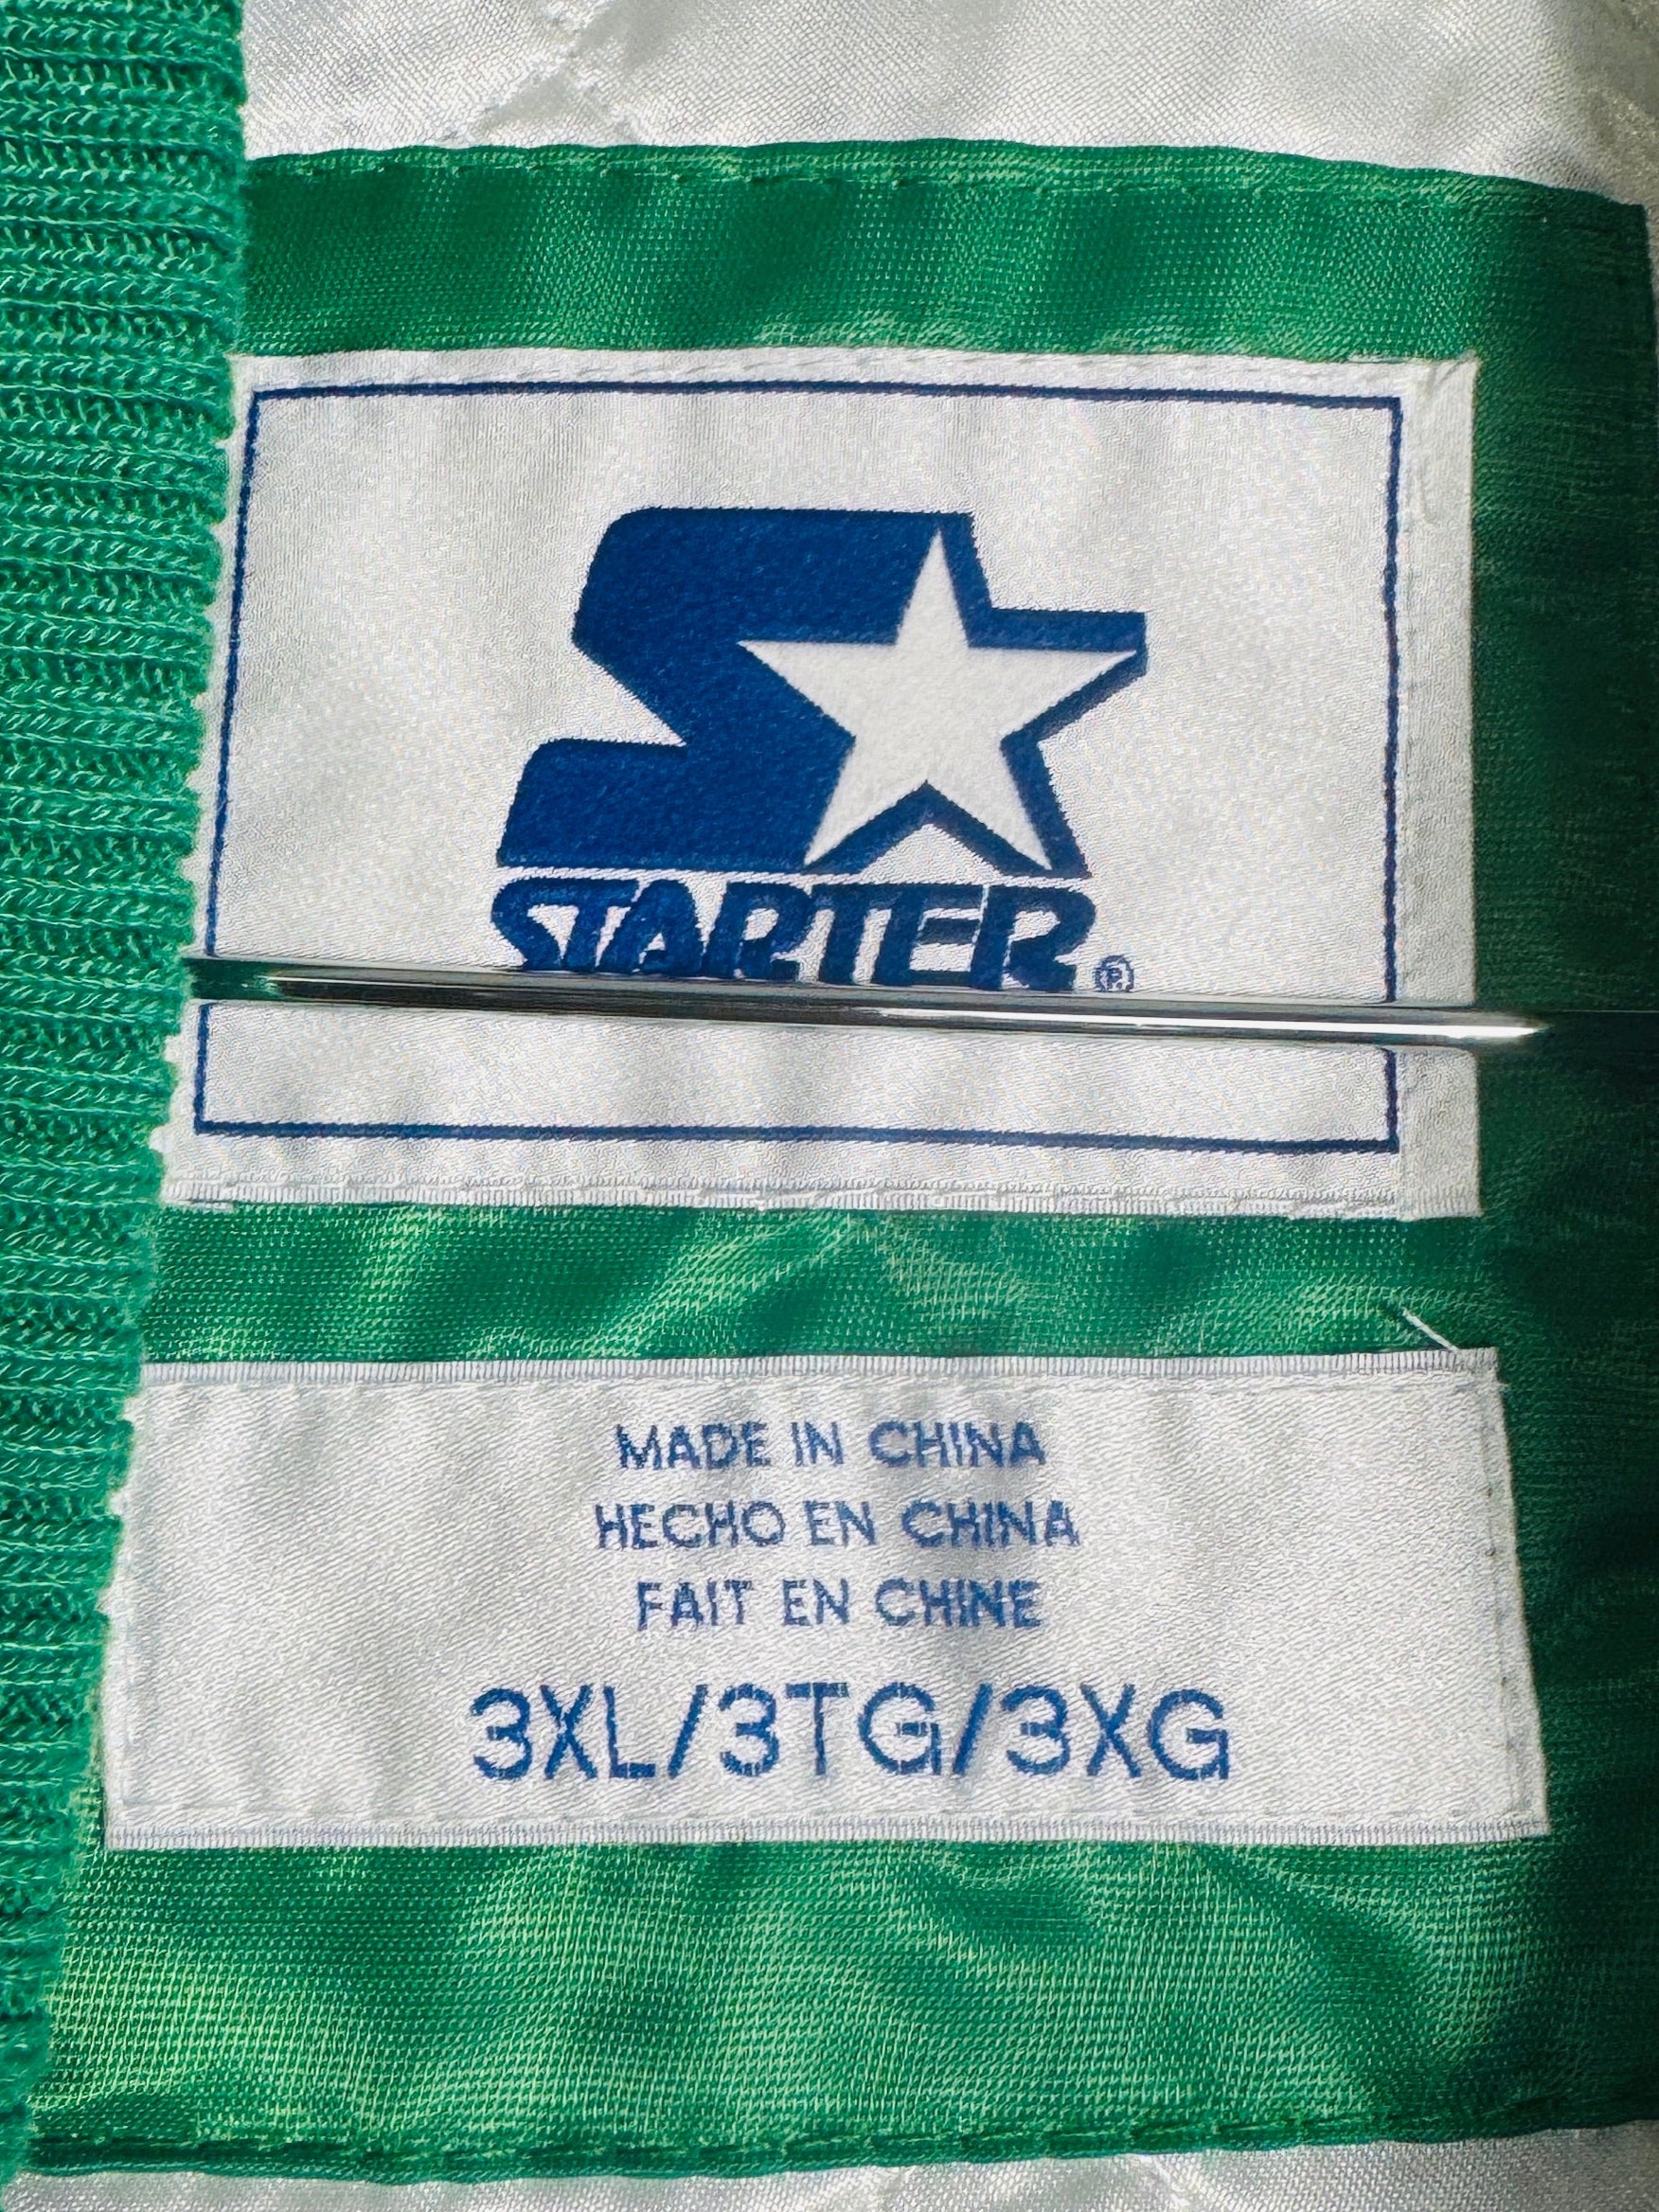 STARTER®
MADE IN CHINA
HECHO EN CHINA
FAIT EN CHINE
3XL/3TG/3XG